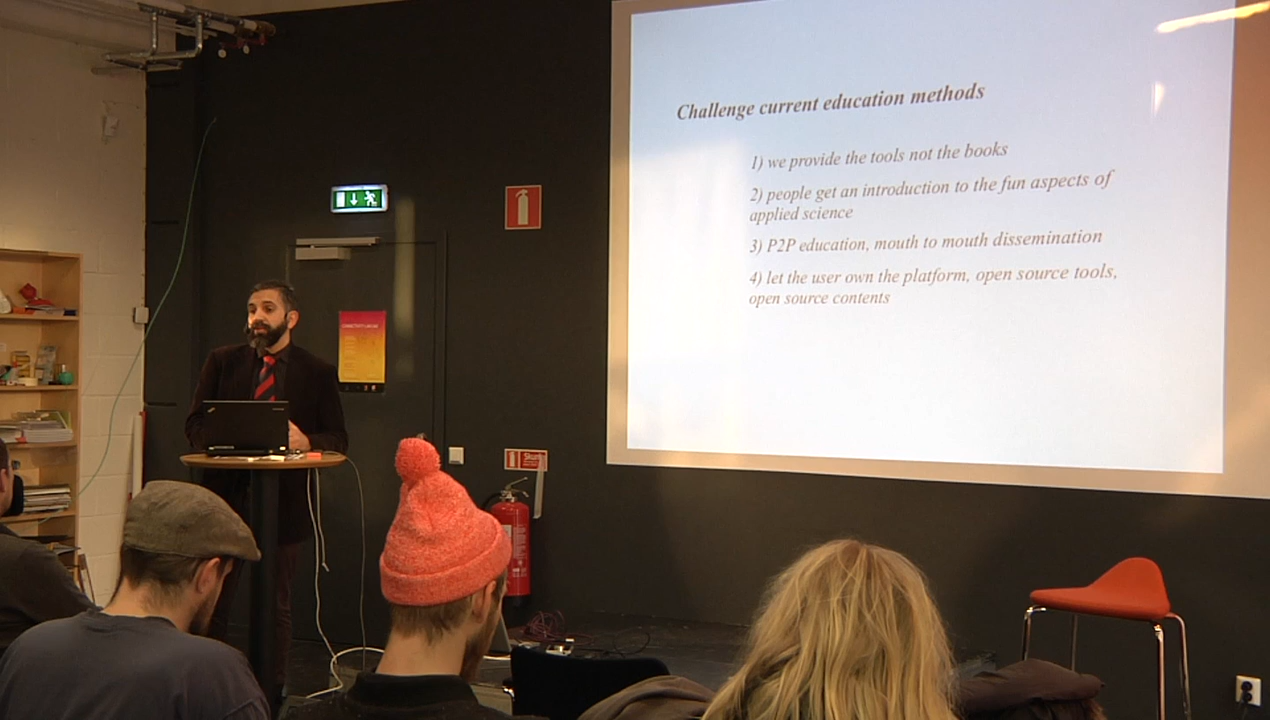 Challenge current education methods
1) we provide the tools not the books
2) people get an introduction to the fun aspects of
applied science
3) P2P education, mouth to mouth dissemination
4) let the user own the platform, open source tools,
open source contents